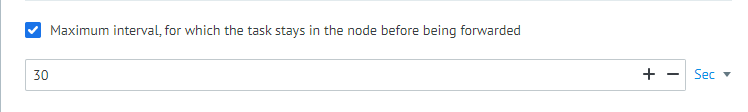 Maximum interval, for which the task stays in the node before being forwarded
30 Sec